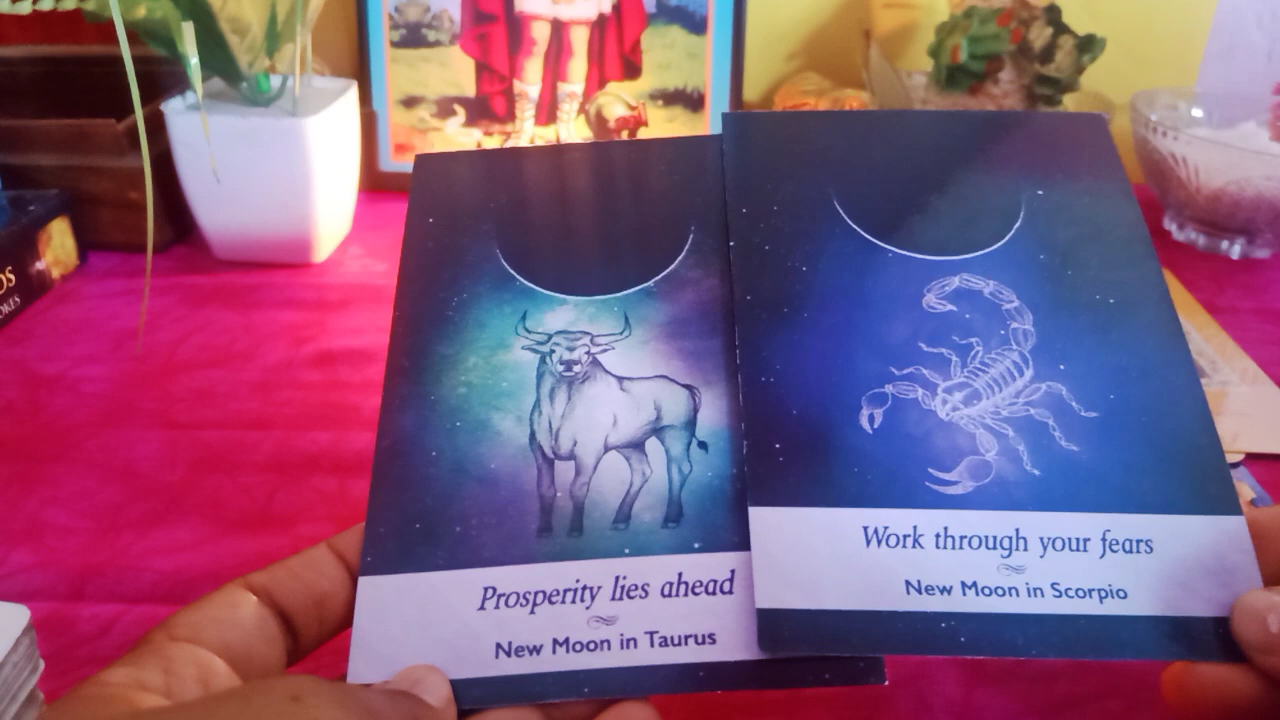 Prosperity lies ahead
New Moon in Taurus
Work through your fears
New Moon in Scorpio